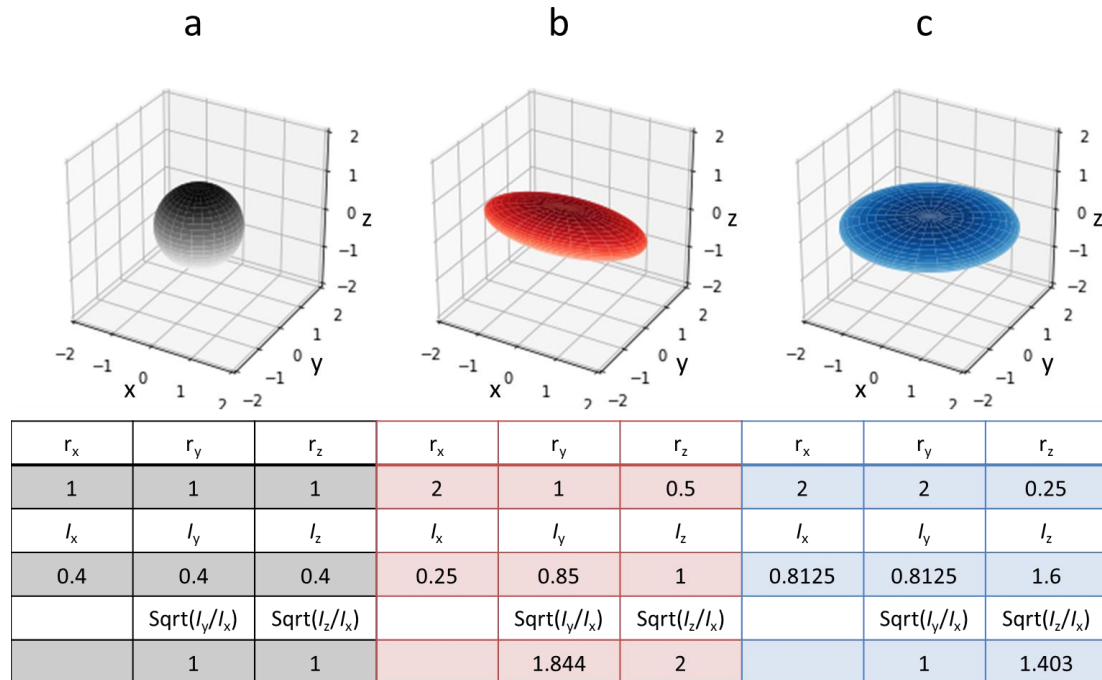 a b c
2 2 2
1 1 1
0 z 0 z 0 z
−1 −1 −1
−2 −2 −2
2 2 2
1 1 1
−2 0 y −2 0 y −2 0 y
−1 −1 −1 −1 −1 −1
x 0 x 0 x 0
1 1 1
2 −2 2 −2 2 −2
rx ry rz rx ry rz rx ry rz
1 1 1 2 1 0.5 2 2 0.25
Ix Iy Iz Ix Iy Iz Ix Iy Iz
0.4 0.4 0.4 0.25 0.85 1 0.8125 0.8125 1.6
Sqrt(Iy/Ix) Sqrt(Iz/Ix) Sqrt(Iy/Ix) Sqrt(Iz/Ix) Sqrt(Iy/Ix) Sqrt(Iz/Ix)
1 1 1.844 2 1 1.403